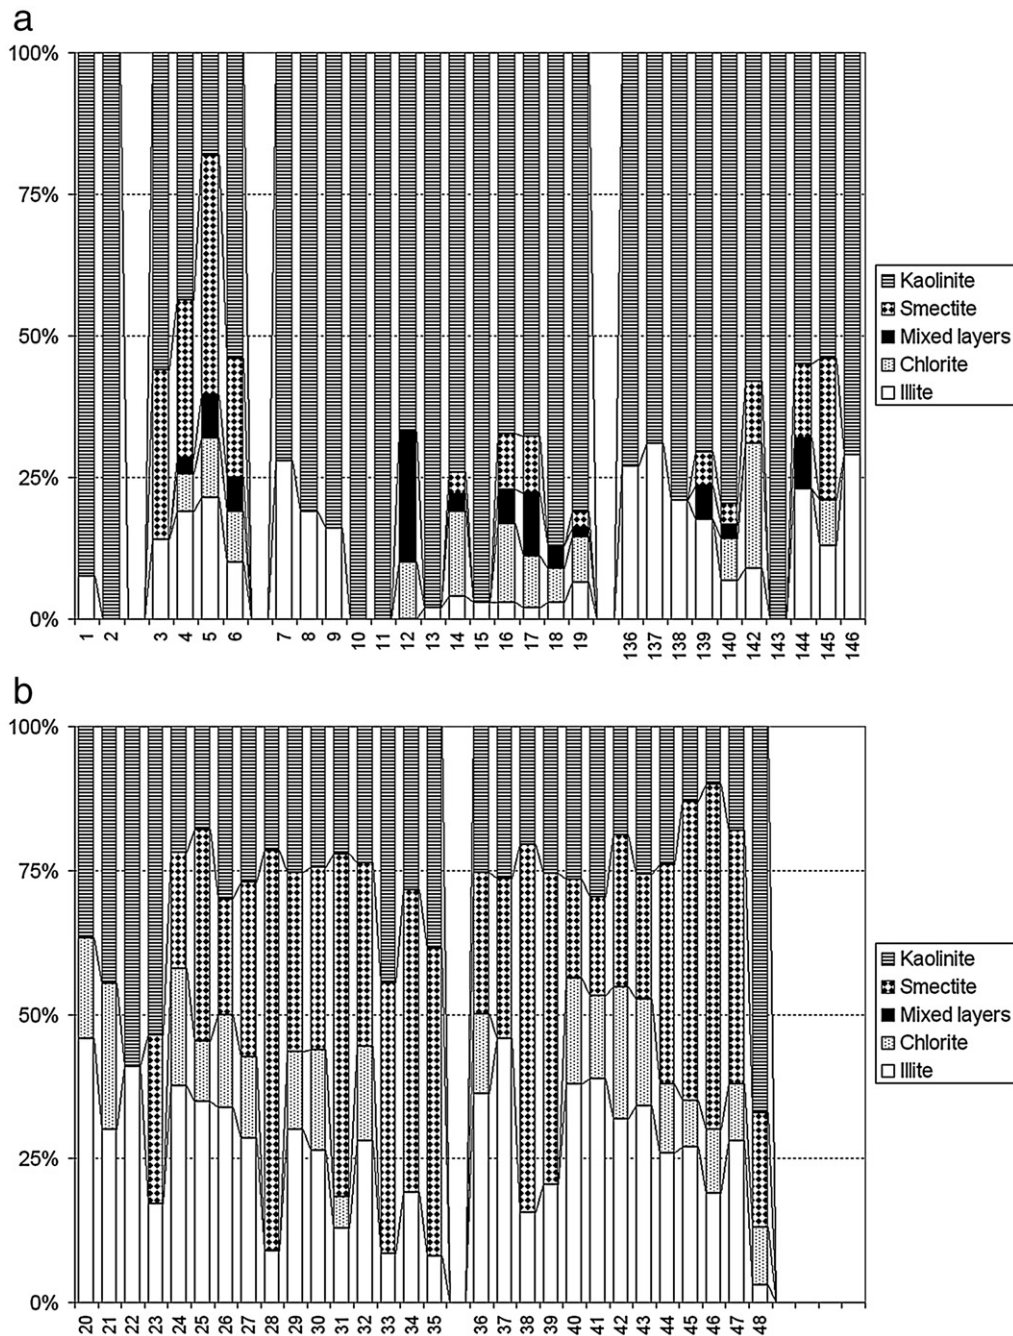 a
100%
75%
50%
25%
0%
1 2 3 4 5 6 7 8 9 10 11 12 13 14 15 16 17 18 19 136 137 138 139 140 142 143 144 145 146
Kaolinite
Smectite
Mixed layers
Chlorite
Illite
b
100%
75%
50%
25%
0%
20 21 22 23 24 25 26 27 28 29 30 31 32 33 34 35 36 37 38 39 40 41 42 43 44 45 46 47 48
Kaolinite
Smectite
Mixed layers
Chlorite
Illite